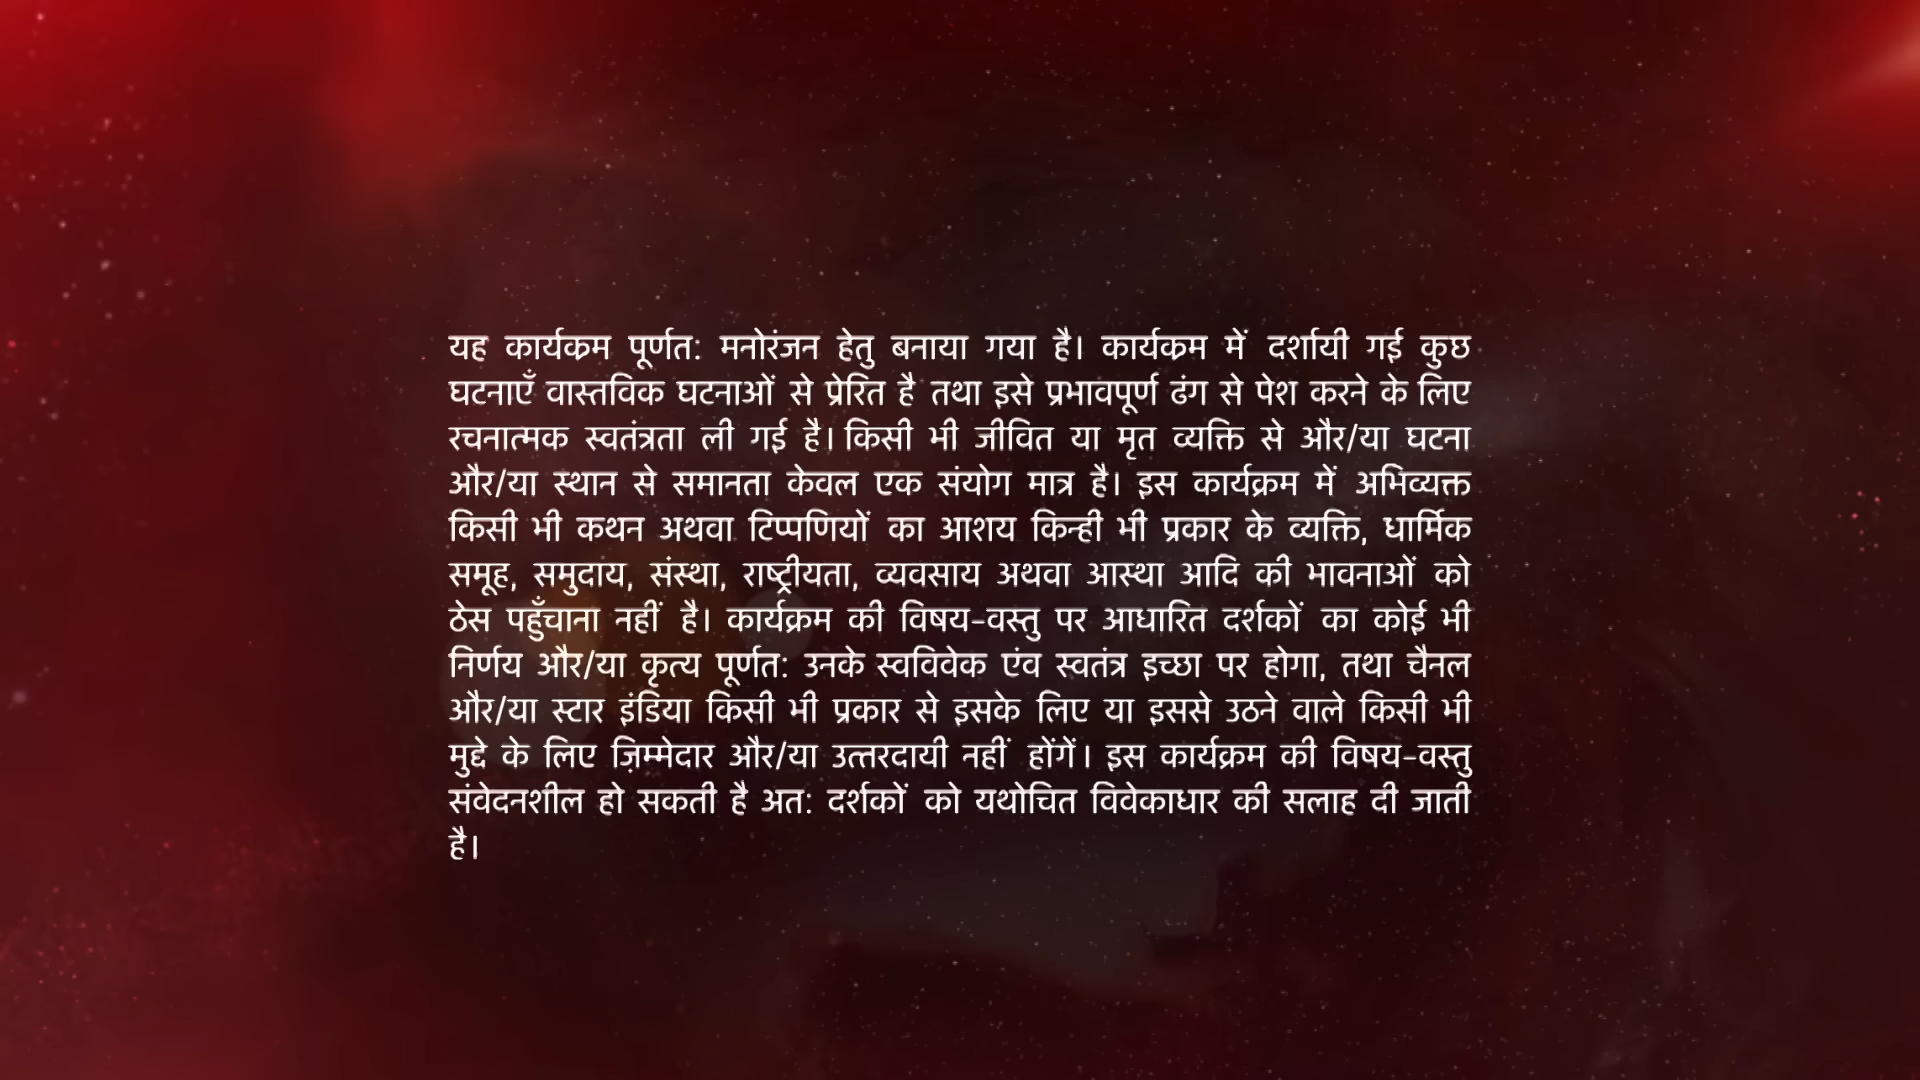 यह कार्यक्रम पूर्णत: मनोरंजन हेतु बनाया गया है। कार्यक्रम में दर्शायी गई कुछ
घटनाएँ वास्तविक घटनाओं से प्रेरित है तथा इसे प्रभावपूर्ण ढंग से पेश करने के लिए
रचनात्मक स्वतंत्रता ली गई है। किसी भी जीवित या मृत व्यक्ति से और/या घटना
और/या स्थान से समानता केवल एक संयोग मात्र है। इस कार्यक्रम में अभिव्यक्त
किसी भी कथन अथवा टिप्पणियों का आशय किन्ही भी प्रकार के व्यक्ति, धार्मिक
समूह, समुदाय, संस्था, राष्ट्रीयता, व्यवसाय अथवा आस्था आदि की भावनाओं को
ठेस पहुँचाना नहीं है। कार्यक्रम की विषय-वस्तु पर आधारित दर्शकों का कोई भी
निर्णय और/या कृत्य पूर्णत: उनके स्वविवेक एंव स्वतंत्र इच्छा पर होगा, तथा चैनल
और/या स्टार इंडिया किसी भी प्रकार से इसके लिए या इससे उठने वाले किसी भी
मुद्दे के लिए ज़िम्मेदार और/या उत्तरदायी नहीं होंगें। इस कार्यक्रम की विषय-वस्तु
संवेदनशील हो सकती है अत: दर्शकों को यथोचित विवेकाधार की सलाह दी जाती
है।